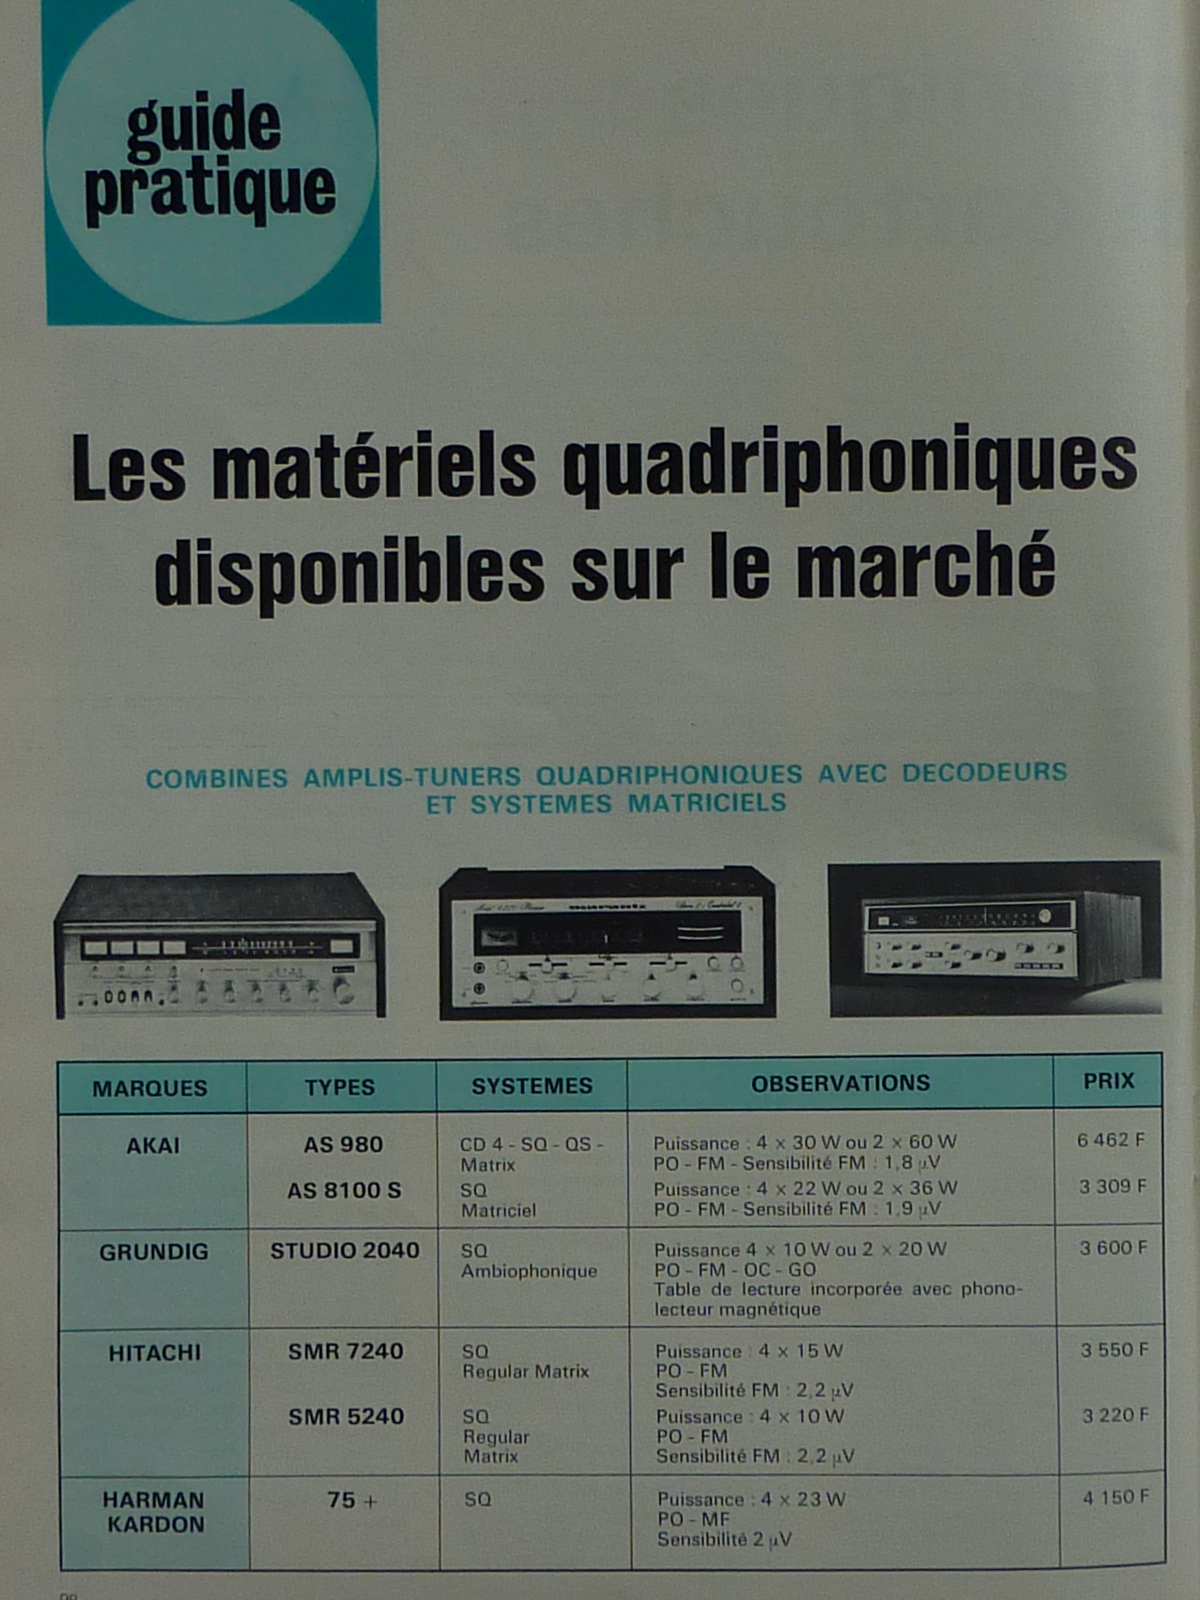 guide
pratique
Les matériels quadriphoniques
disponibles sur le marché
COMBINES AMPLIS-TUNERS QUADRIPHONIQUES AVEC DECODEURS
ET SYSTEMES MATRICIELS
MARQUES TYPES SYSTEMES OBSERVATIONS PRIX
AKAI AS 980 CD 4 - SQ - QS - Puissance : 4 × 30 W ou 2 × 60 W 6 462 F
Matrix PO - FM - Sensibilité FM : 1,8 µV
AS 8100 S SQ Puissance : 4 × 22 W ou 2 × 36 W 3 309 F
Matriciel PO - FM - Sensibilité FM : 1,9 µV
GRUNDIG STUDIO 2040 SQ Puissance 4 × 10 W ou 2 × 20 W 3 600 F
Ambiophonique PO - FM - OC - GO
Table de lecture incorporée avec phono-
lecteur magnétique
HITACHI SMR 7240 SQ Puissance : 4 × 15 W 3 550 F
Regular Matrix PO - FM
Sensibilité FM : 2,2 µV
SMR 5240 SQ Puissance : 4 × 10 W 3 220 F
Regular PO - FM
Matrix Sensibilité FM : 2,2 µV
HARMAN 75 + SQ Puissance : 4 × 23 W 4 150 F
KARDON PO - MF
Sensibilité 2 µV